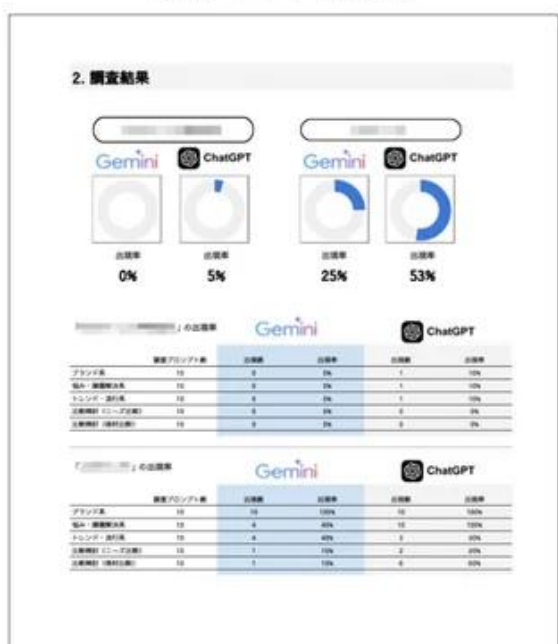 2. 調査結果
Gemini ChatGPT Gemini ChatGPT
出現率 出現率 出現率 出現率
0% 5% 25% 53%
」の出現率 Gemini ChatGPT
調査プロンプト数 出現数 出現率 出現数 出現率
ブランド系 10 0 0% 1 10%
悩み・課題解決系 10 0 0% 1 10%
トレンド・流行系 10 0 0% 1 10%
比較検討（ニーズ比較） 10 0 0% 0 0%
比較検討（商材比較） 10 0 0% 0 0%
「 」の出現率 Gemini ChatGPT
調査プロンプト数 出現数 出現率 出現数 出現率
ブランド系 10 10 100% 10 100%
悩み・課題解決系 10 4 40% 10 100%
トレンド・流行系 10 4 40% 3 30%
比較検討（ニーズ比較） 10 1 10% 2 20%
比較検討（商材比較） 10 1 10% 6 60%